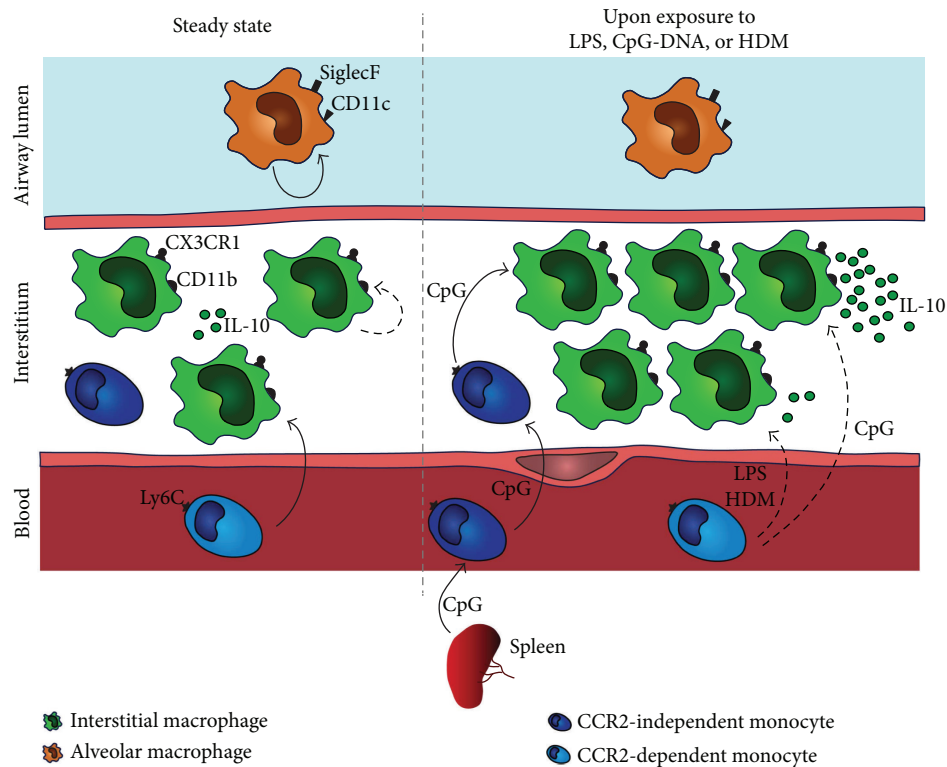 Steady state
Upon exposure to
LPS, CpG-DNA, or HDM
Airway lumen
SiglecF
CD11c
Interstitium
CX3CR1
CD11b
IL-10
CpG
IL-10
CpG
LPS
HDM
Blood
Ly6C
CpG
CpG
Spleen
Interstitial macrophage
Alveolar macrophage
CCR2-independent monocyte
CCR2-dependent monocyte